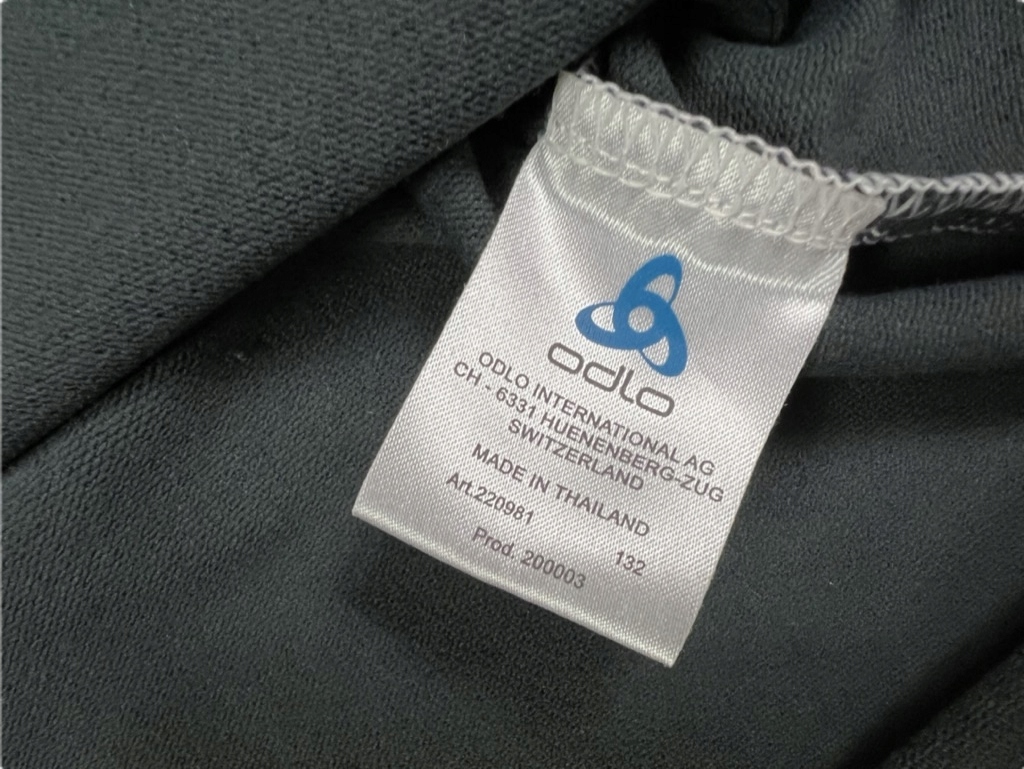 odlo
ODLO INTERNATIONAL AG
CH - 6331 HUENENBERG-ZUG
SWITZERLAND
MADE IN THAILAND
Art.220981 132
Prod. 200003